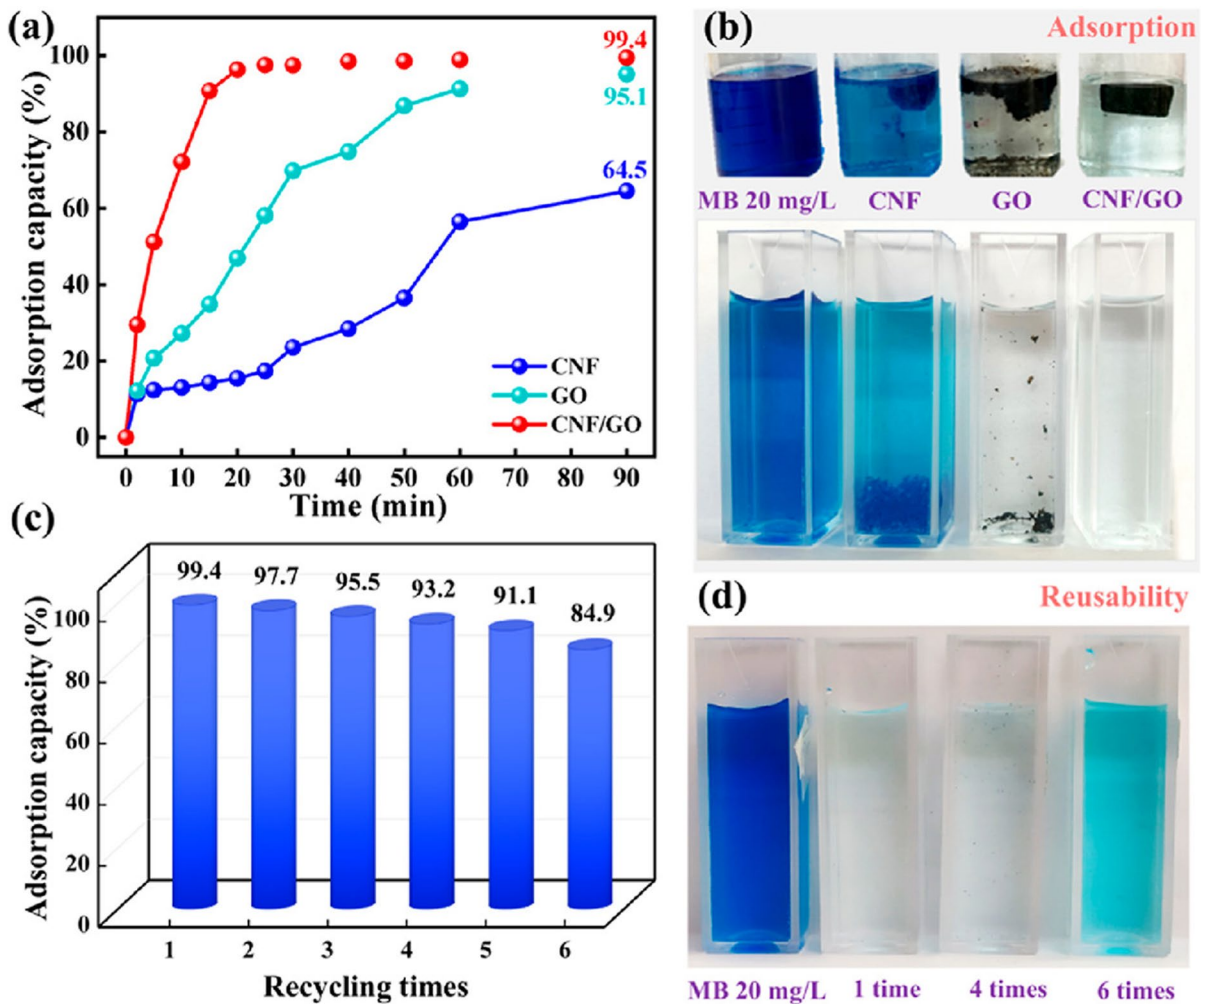 (a)
Adsorption capacity (%)
100
80
60
40
20
0
99.4
95.1
64.5
CNF
GO
CNF/GO
0 10 20 30 40 50 60 70 80 90
Time (min)
(b)
Adsorption
MB 20 mg/L CNF GO CNF/GO
(c)
Adsorption capacity (%)
100
80
60
40
20
0
99.4 97.7 95.5 93.2 91.1 84.9
1 2 3 4 5 6
Recycling times
(d)
Reusability
MB 20 mg/L 1 time 4 times 6 times